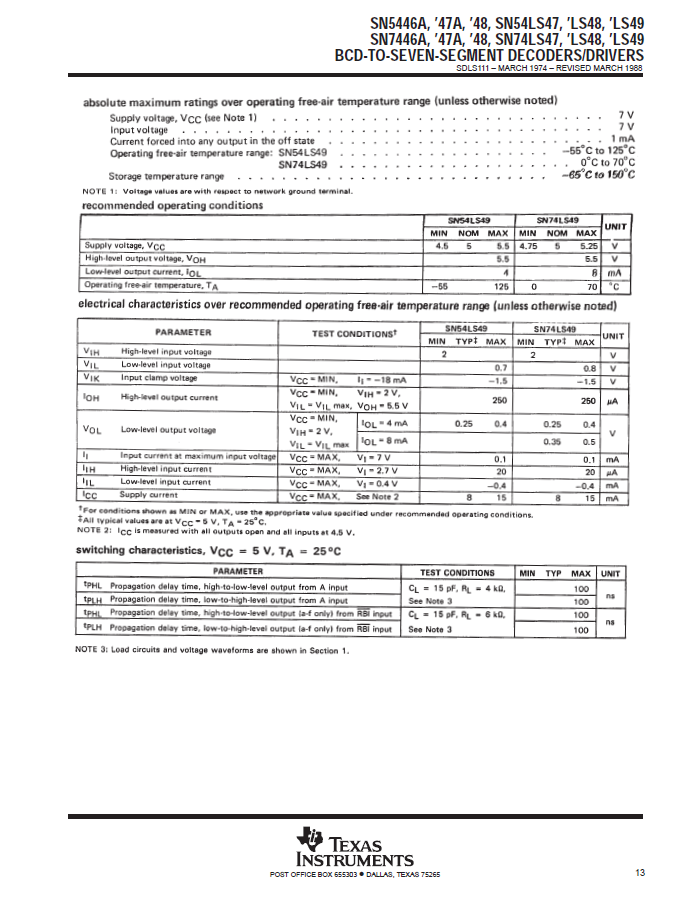 SN5446A, '47A, '48, SN54LS47, 'LS48, 'LS49
SN7446A, '47A, '48, SN74LS47, 'LS48, 'LS49
BCD-TO-SEVEN-SEGMENT DECODERS/DRIVERS
SDLS111 – MARCH 1974 – REVISED MARCH 1988
absolute maximum ratings over operating free-air temperature range (unless otherwise noted)
Supply voltage, VCC (see Note 1) . . . . . . . . . . . . . . . . . . . . . . . . . . . . 7 V
Input voltage . . . . . . . . . . . . . . . . . . . . . . . . . . . . . . . . . . 7 V
Current forced into any output in the off state . . . . . . . . . . . . . . . . . . . . . . . 1 mA
Operating free-air temperature range: SN54LS49 . . . . . . . . . . . . . . . . −55°C to 125°C
SN74LS49 . . . . . . . . . . . . . . . . . 0°C to 70°C
Storage temperature range . . . . . . . . . . . . . . . . . . . . . . . −65°C to 150°C
NOTE 1: Voltage values are with respect to network ground terminal.
recommended operating conditions
SN54LS49 SN74LS49 UNIT
MIN NOM MAX MIN NOM MAX
Supply voltage, VCC 4.5 5 5.5 4.75 5 5.25 V
High-level output voltage, VOH 5.5 5.5 V
Low-level output current, IOL 4 8 mA
Operating free-air temperature, TA −55 125 0 70 °C
electrical characteristics over recommended operating free-air temperature range (unless otherwise noted)
PARAMETER TEST CONDITIONS† SN54LS49 SN74LS49 UNIT
MIN TYP‡ MAX MIN TYP‡ MAX
VIH High-level input voltage 2 2 V
VIL Low-level input voltage 0.7 0.8 V
VIK Input clamp voltage VCC = MIN, II = −18 mA −1.5 −1.5 V
IOH High-level output current VCC = MIN, VIH = 2 V, 250 250 µA
VIL = VIL max, VOH = 5.5 V
VOL Low-level output voltage VCC = MIN, IOL = 4 mA 0.25 0.4 0.25 0.4 V
VIH = 2 V,
VIL = VIL max IOL = 8 mA 0.35 0.5
II Input current at maximum input voltage VCC = MAX, VI = 7 V 0.1 0.1 mA
IIH High-level input current VCC = MAX, VI = 2.7 V 20 20 µA
IIL Low-level input current VCC = MAX, VI = 0.4 V −0.4 −0.4 mA
ICC Supply current VCC = MAX, See Note 2 8 15 8 15 mA
†For conditions shown as MIN or MAX, use the appropriate value specified under recommended operating conditions.
‡All typical values are at VCC = 5 V, TA = 25°C.
NOTE 2: ICC is measured with all outputs open and all inputs at 4.5 V.
switching characteristics, VCC = 5 V, TA = 25°C
PARAMETER TEST CONDITIONS MIN TYP MAX UNIT
tPHL Propagation delay time, high-to-low-level output from A input CL = 15 pF, RL = 4 kΩ, 100 ns
tPLH Propagation delay time, low-to-high-level output from A input See Note 3 100
tPHL Propagation delay time, high-to-low-level output (a-f only) from RBI input CL = 15 pF, RL = 6 kΩ, 100 ns
tPLH Propagation delay time, low-to-high-level output (a-f only) from RBI input See Note 3 100
NOTE 3: Load circuits and voltage waveforms are shown in Section 1.
TEXAS
INSTRUMENTS
POST OFFICE BOX 655303 ● DALLAS, TEXAS 75265
13